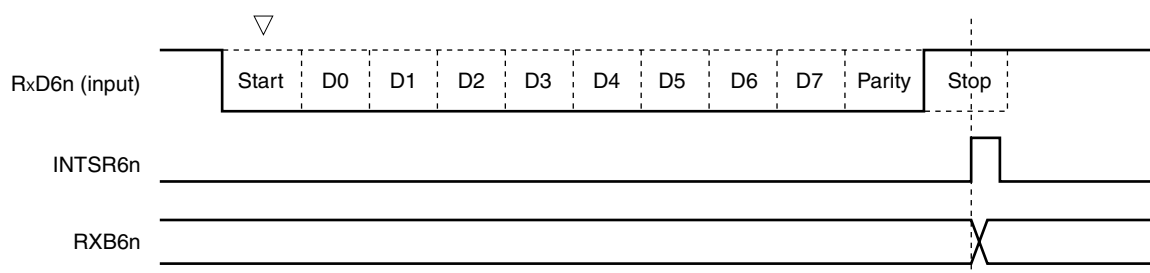 RxD6n (input) Start D0 D1 D2 D3 D4 D5 D6 D7 Parity Stop
INTSR6n
RXB6n